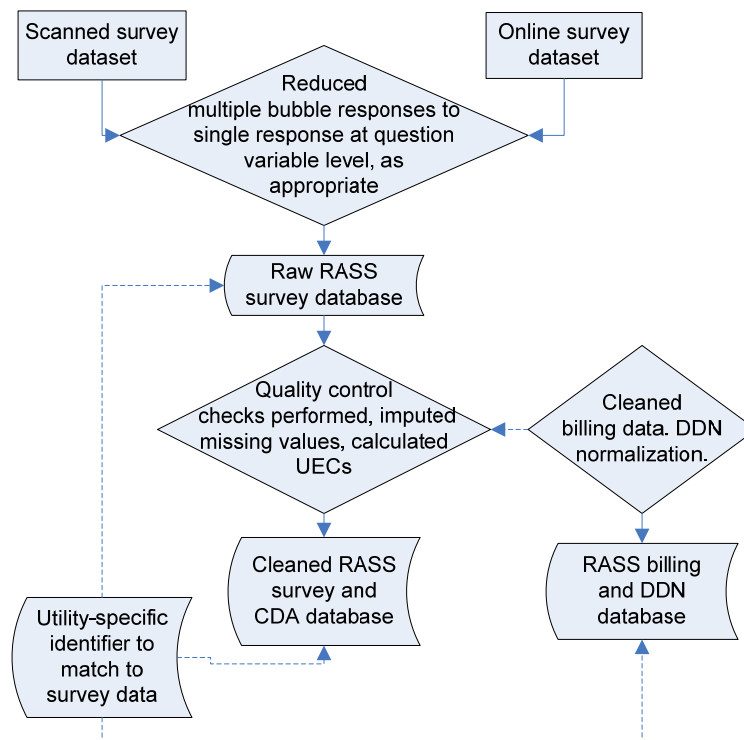 Scanned survey
dataset
Online survey
dataset
Reduced
multiple bubble responses to
single response at question
variable level, as
appropriate
Raw RASS
survey database
Quality control
checks performed, imputed
missing values, calculated
UECs
Cleaned
billing data. DDN
normalization.
Cleaned RASS
survey and
CDA database
RASS billing
and DDN
database
Utility-specific
identifier to
match to
survey data